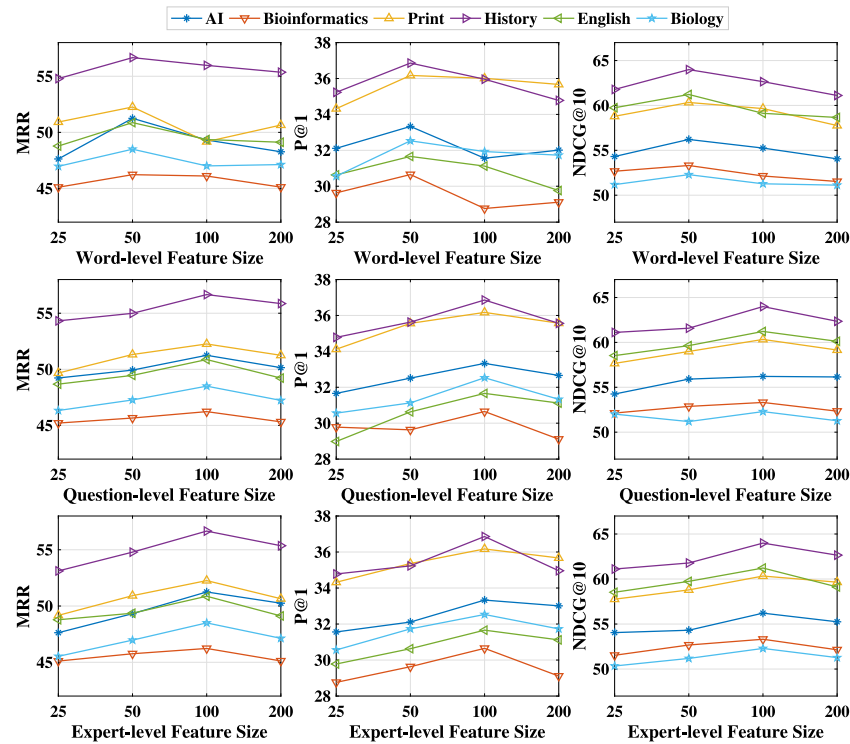 AI Bioinformatics Print History English Biology
55 50 45
MRR
25 50 100 200
Word-level Feature Size
38 36 34 32 30 28
P@1
25 50 100 200
Word-level Feature Size
65 60 55 50
NDCG@10
25 50 100 200
Word-level Feature Size
55 50 45
MRR
25 50 100 200
Question-level Feature Size
38 36 34 32 30 28
P@1
25 50 100 200
Question-level Feature Size
65 60 55 50
NDCG@10
25 50 100 200
Question-level Feature Size
55 50 45
MRR
25 50 100 200
Expert-level Feature Size
38 36 34 32 30 28
P@1
25 50 100 200
Expert-level Feature Size
65 60 55 50
NDCG@10
25 50 100 200
Expert-level Feature Size